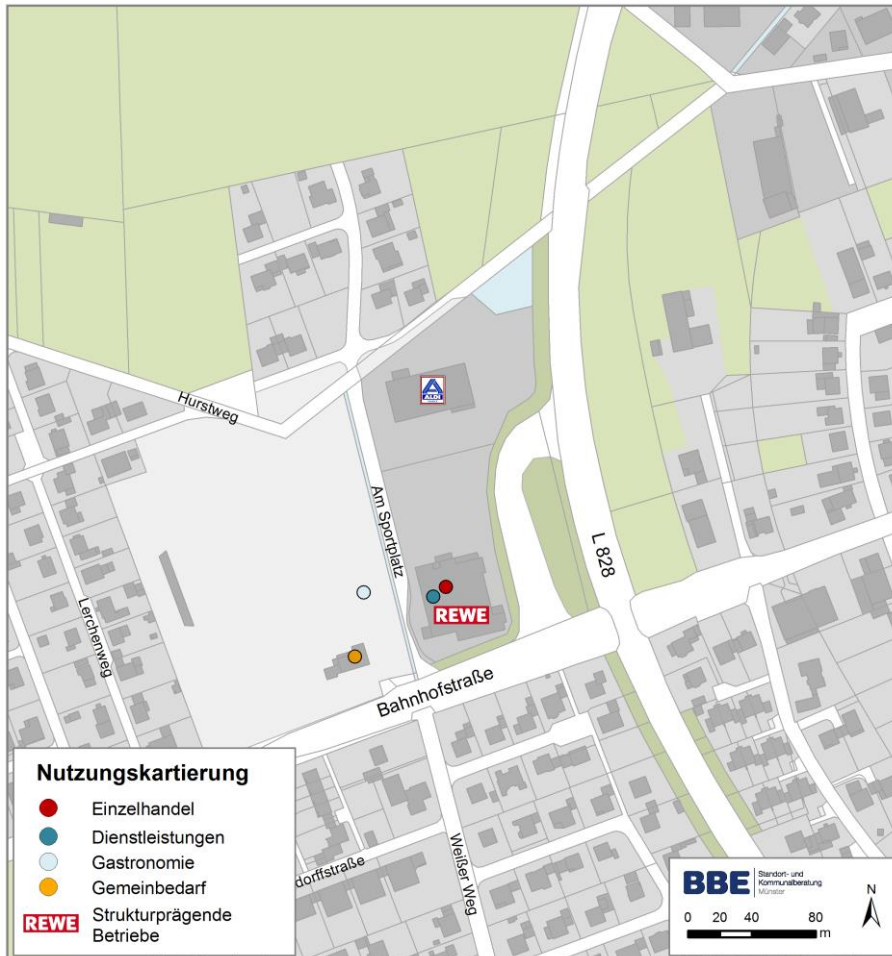 ALDI
Hurstweg
Am Sportplatz
L 828
Lerchenweg
REWE
Bahnhofstraße
Weißer Weg
dorffstraße
Nutzungskartierung
Einzelhandel
Dienstleistungen
Gastronomie
Gemeinbedarf
REWE Strukturprägende
Betriebe
BBE Standort- und
Kommunalberatung
Münster
N
0 40 80
m